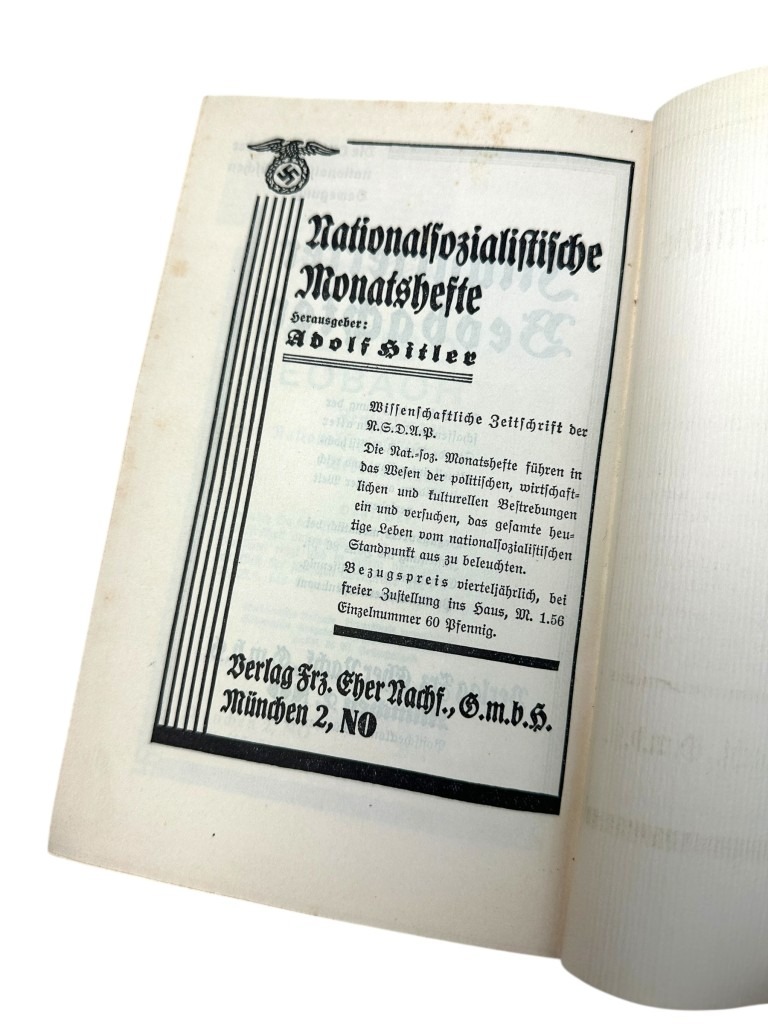 Nationalſozialiſtiſche
Monatshefte
Herausgeber:
Adolf Hitler
Wiſſenſchaftliche Zeitſchrift der
N.S.D.A.P.
Die Nat.-ſoz. Monatshefte führen in
das Weſen der politiſchen, wirtſchaft-
lichen und kulturellen Beſtrebungen
ein und verſuchen, das geſamte heu-
tige Leben vom nationalſozialiſtiſchen
Standpunkt aus zu beleuchten.
Bezugspreis vierteljährlich, bei
freier Zuſtellung ins Haus, M. 1.56
Einzelnummer 60 Pfennig.
Verlag Frz. Eher Nachf., G.m.b.H.
München 2, NO